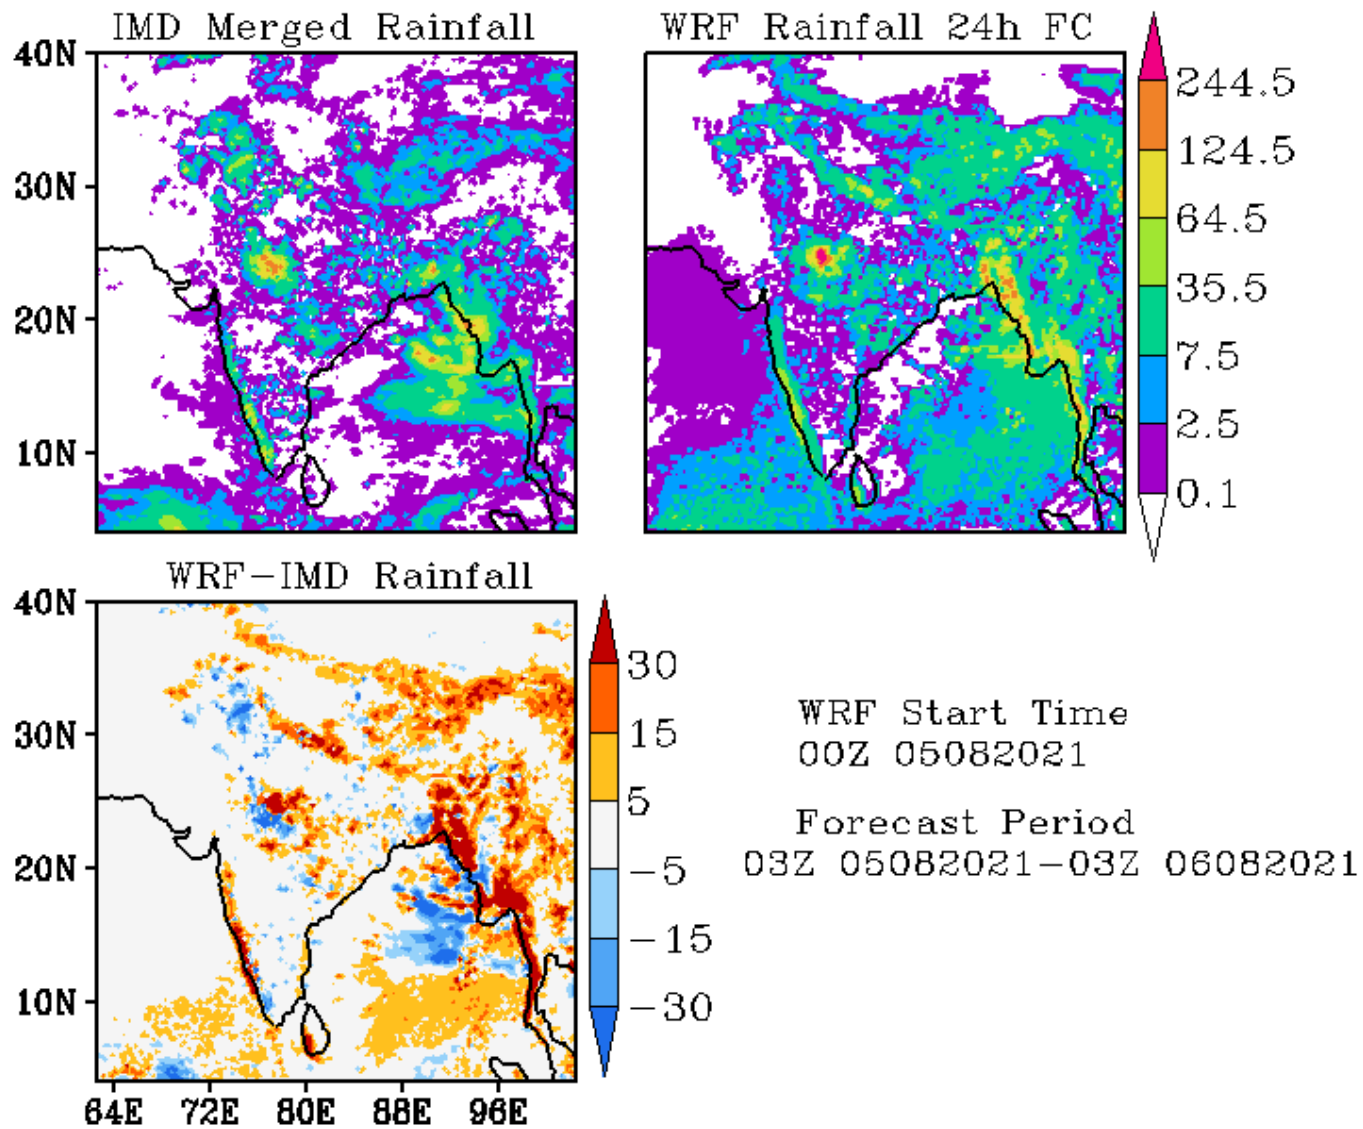 IMD Merged Rainfall
WRF Rainfall 24h FC
40N
30N
20N
10N
244.5
124.5
64.5
35.5
7.5
2.5
0.1
WRF-IMD Rainfall
40N
30N
20N
10N
64E 72E 80E 88E 96E
30
15
5
-5
-15
-30
WRF Start Time
00Z 05082021
Forecast Period
03Z 05082021-03Z 06082021